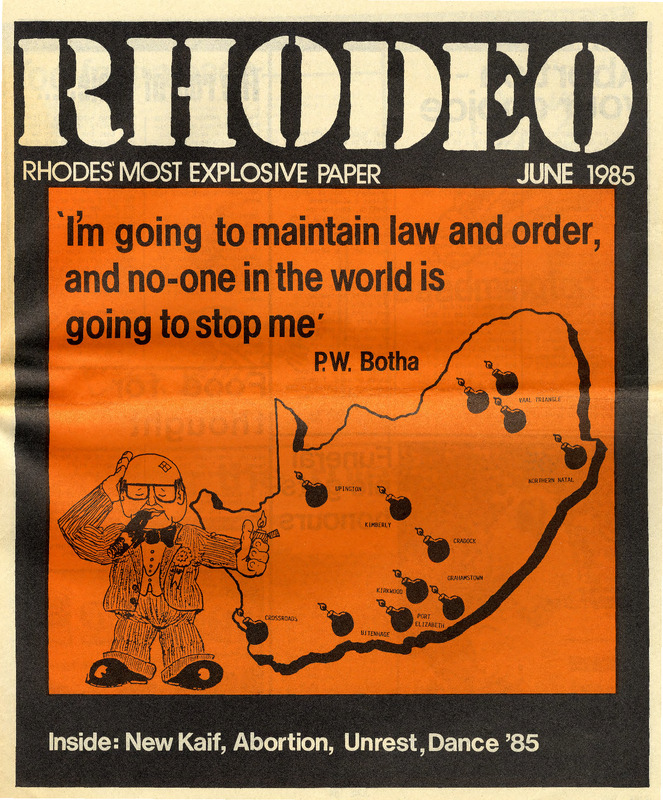 RHODEO
RHODES' MOST EXPLOSIVE PAPER JUNE 1985
'I'm going to maintain law and order,
and no-one in the world is
going to stop me'
P.W. Botha
VAAL TRIANGLE
NORTHERN NATAL
UPINGTON
KIMBERLY
CRADOCK
GRAHAMSTOWN
KIRKWOOD
PORT
ELIZABETH
CROSSROADS
UITENHAGE
Inside: New Kaif, Abortion, Unrest, Dance '85